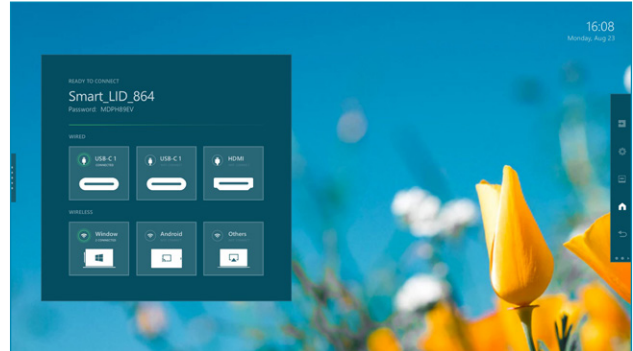 16:08
Monday, Aug 23
READY TO CONNECT
Smart_LID_864
Password: MDPH89EV
WIRED
USB-C 1
CONNECTED
USB-C 1
HDMI
WIRELESS
Window
CONNECTED
Android
Others